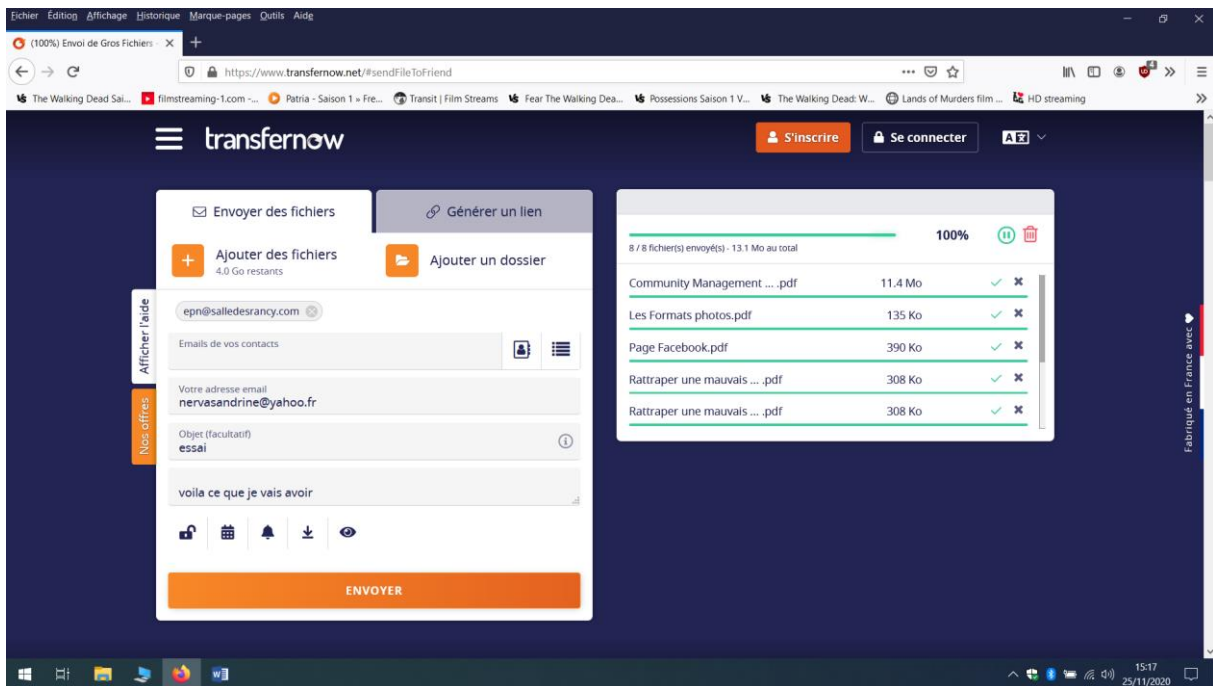 Fichier Édition Affichage Historique Marque-pages Outils Aide
(100%) Envoi de Gros Fichiers -
https://www.transfernow.net/#sendFileToFriend
The Walking Dead Sai... filmstreaming-1.com -... Patria - Saison 1 » Fre... Transit | Film Streams Fear The Walking Dea... Possessions Saison 1 V... The Walking Dead: W... Lands of Murders film ... HD streaming
transfernow
S'inscrire
Se connecter
Envoyer des fichiers
Générer un lien
Ajouter des fichiers
4.0 Go restants
Ajouter un dossier
epn@salledesrancy.com
Emails de vos contacts
Votre adresse email
nervasandrine@yahoo.fr
Objet (facultatif)
essai
voila ce que je vais avoir
ENVOYER
Afficher l'aide
Nos offres
100%
8 / 8 fichier(s) envoyé(s) - 13.1 Mo au total
Community Management ... .pdf 11.4 Mo
Les Formats photos.pdf 135 Ko
Page Facebook.pdf 390 Ko
Rattraper une mauvais ... .pdf 308 Ko
Rattraper une mauvais ... .pdf 308 Ko
Fabriqué en France avec
15:17
25/11/2020